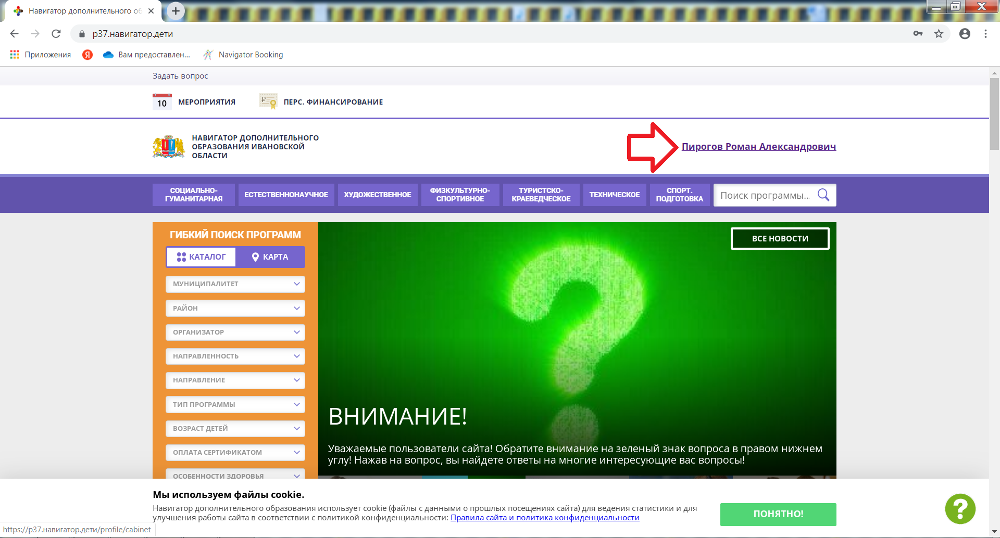 Навигатор дополнительного об
р37.навигатор.дети
Приложения
Я
Вам предоставлен...
Navigator Booking
Задать вопрос
10
МЕРОПРИЯТИЯ
₽
ПЕРС. ФИНАНСИРОВАНИЕ
НАВИГАТОР ДОПОЛНИТЕЛЬНОГО
ОБРАЗОВАНИЯ ИВАНОВСКОЙ
ОБЛАСТИ
Пирогов Роман Александрович
СОЦИАЛЬНО-
ГУМАНИТАРНАЯ
ЕСТЕСТВЕННОНАУЧНОЕ
ХУДОЖЕСТВЕННОЕ
ФИЗКУЛЬТУРНО-
СПОРТИВНОЕ
ТУРИСТСКО-
КРАЕВЕДЧЕСКОЕ
ТЕХНИЧЕСКОЕ
СПОРТ.
ПОДГОТОВКА
Поиск программы...
ГИБКИЙ ПОИСК ПРОГРАММ
КАТАЛОГ
КАРТА
МУНИЦИПАЛИТЕТ
РАЙОН
ОРГАНИЗАТОР
НАПРАВЛЕННОСТЬ
НАПРАВЛЕНИЕ
ТИП ПРОГРАММЫ
ВОЗРАСТ ДЕТЕЙ
ОПЛАТА СЕРТИФИКАТОМ
ОСОБЕННОСТИ ЗДОРОВЬЯ
ВСЕ НОВОСТИ
?
ВНИМАНИЕ!
Уважаемые пользователи сайта! Обратите внимание на зеленый знак вопроса в правом нижнем
углу! Нажав на вопрос, вы найдете ответы на многие интересующие вас вопросы!
Мы используем файлы cookie.
Навигатор дополнительного образования использует cookie (файлы с данными о прошлых посещениях сайта) для ведения статистики и для
улучшения работы сайта в соответствии с политикой конфиденциальности: Правила сайта и политика конфиденциальности
ПОНЯТНО!
?
https://р37.навигатор.дети/profile/cabinet